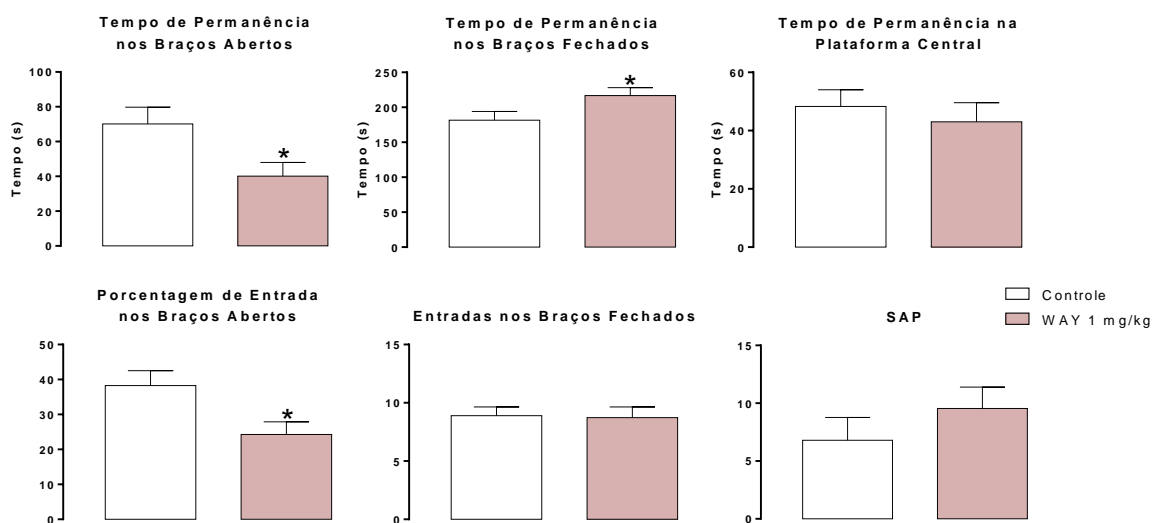 Tempo de Permanência
nos Braços Abertos
Tempo (s)
100
80
60
40
20
0
*
Tempo de Permanência
nos Braços Fechados
Tempo (s)
250
200
150
100
50
0
*
Tempo de Permanência na
Plataforma Central
Tempo (s)
60
40
20
0
Porcentagem de Entrada
nos Braços Abertos
50
40
30
20
10
0
*
Entradas nos Braços Fechados
15
10
5
0
SAP
15
10
5
0
Controle
WAY 1 mg/kg